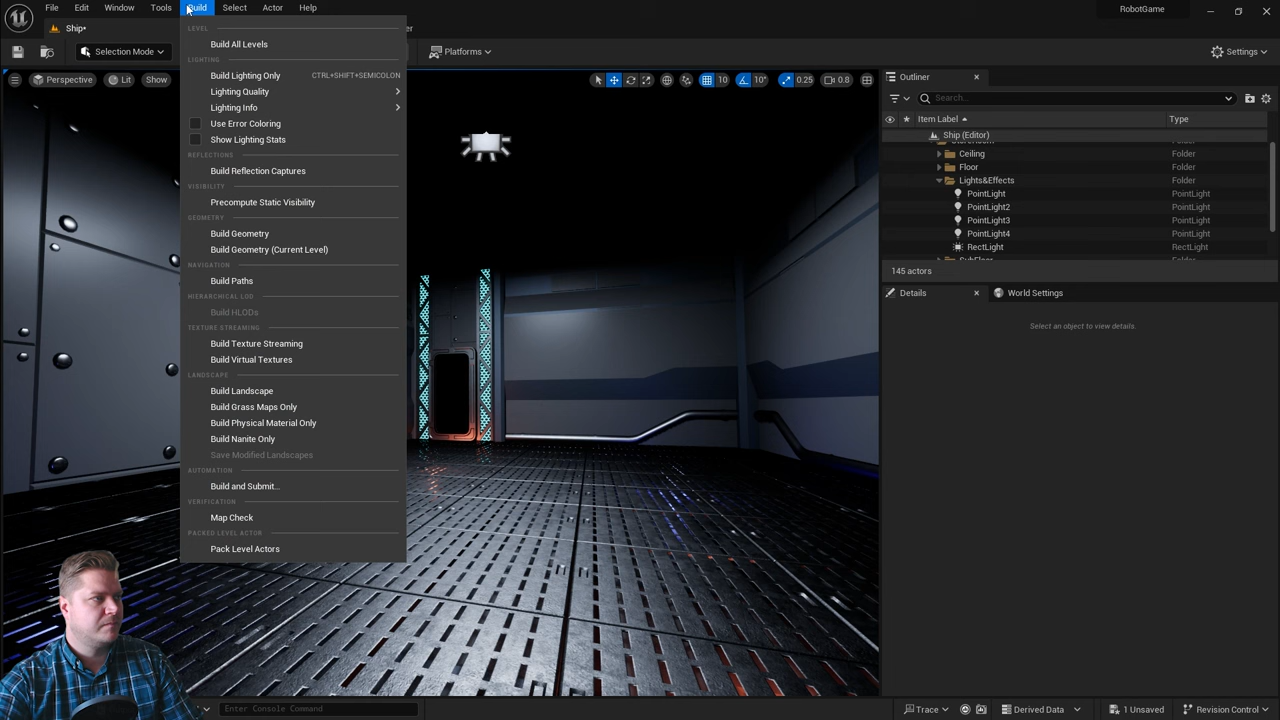 File Edit Window Tools Build Select Actor Help RobotGame
Ship•
Selection Mode Platforms Settings
Perspective Lit Show 10 10° 0.25 0.8
LEVEL
Build All Levels
LIGHTING
Build Lighting Only CTRL+SHIFT+SEMICOLON
Lighting Quality
Lighting Info
Use Error Coloring
Show Lighting Stats
REFLECTIONS
Build Reflection Captures
VISIBILITY
Precompute Static Visibility
GEOMETRY
Build Geometry
Build Geometry (Current Level)
NAVIGATION
Build Paths
HIERARCHICAL LOD
Build HLODs
TEXTURE STREAMING
Build Texture Streaming
Build Virtual Textures
LANDSCAPE
Build Landscape
Build Grass Maps Only
Build Physical Material Only
Build Nanite Only
Save Modified Landscapes
AUTOMATION
Build and Submit...
VERIFICATION
Map Check
PACKED LEVEL ACTOR
Pack Level Actors
Outliner
Search...
Item Label Type
Ship (Editor)
Ceiling Folder
Floor Folder
Lights&Effects Folder
PointLight PointLight
PointLight2 PointLight
PointLight3 PointLight
PointLight4 PointLight
RectLight RectLight
145 actors
Details World Settings
Select an object to view details.
Enter Console Command Trace Derived Data 1 Unsaved Revision Control